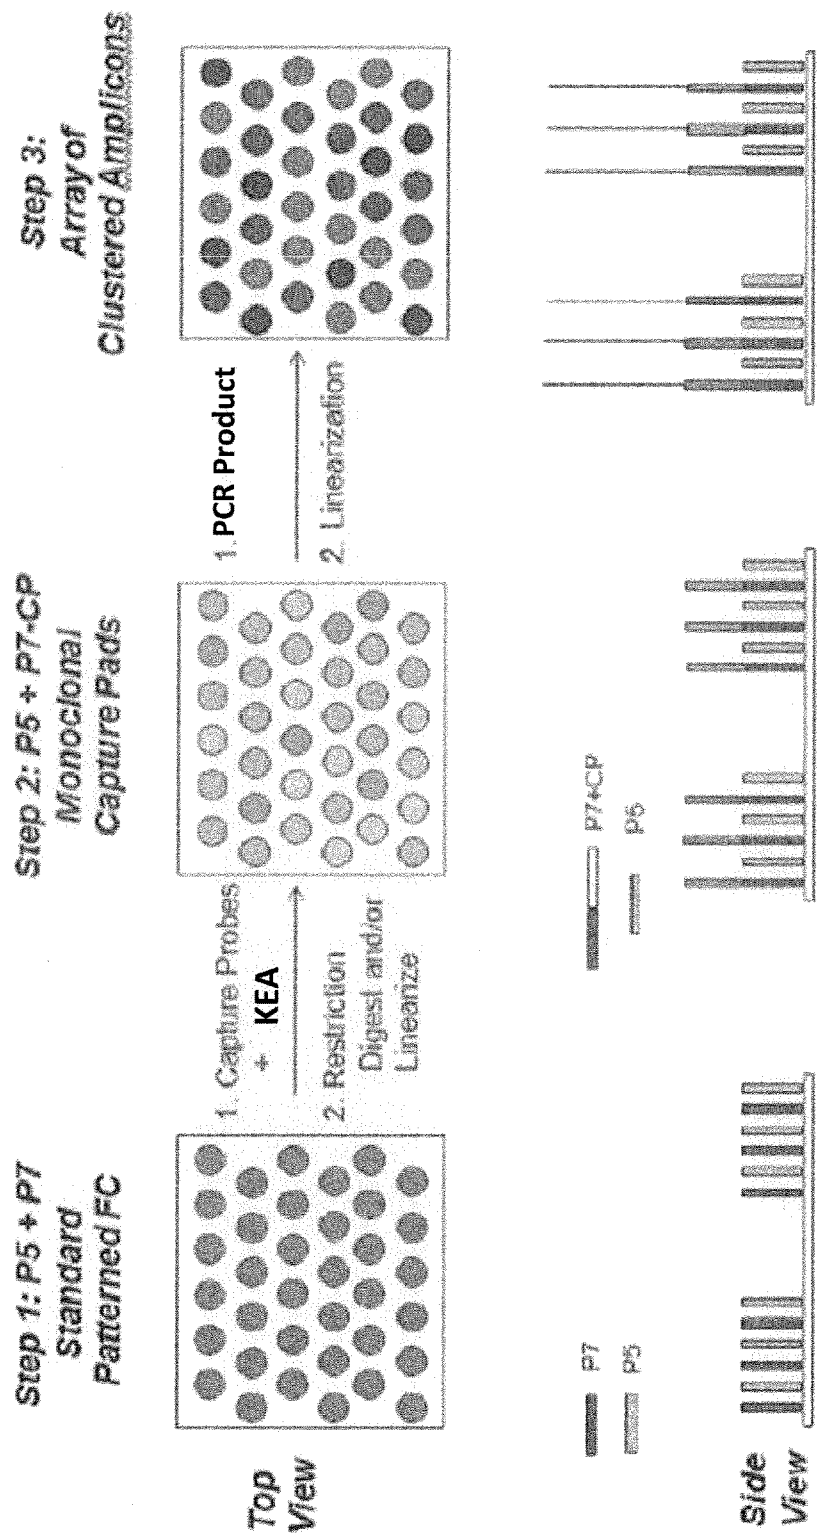 Step 1: P5 + P7
Standard
Patterned FC
Step 2: P5 + P7-CP
Monoclonal
Capture Pads
Step 3:
Array of
Clustered Amplicons
Top
View
1. Capture Probes
+ KEA
2. Restriction
Digest and/or
Linearize
1. PCR Product
2. Linearization
P7
P5
P7+CP
P5
Side
View